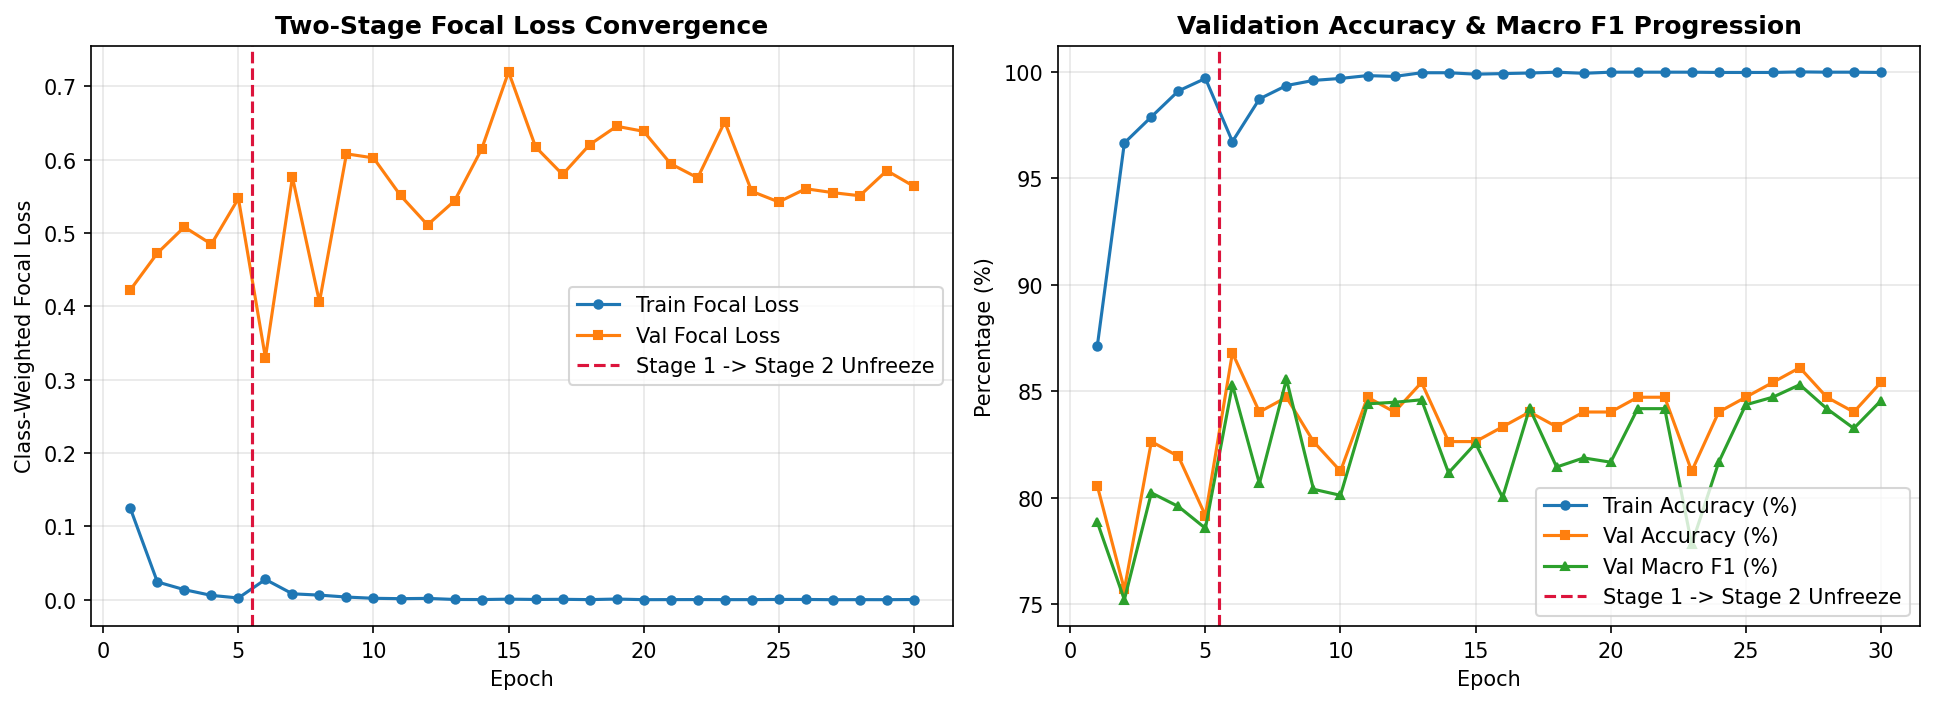 Two-Stage Focal Loss Convergence
Class-Weighted Focal Loss
0.7
0.6
0.5
0.4
0.3
0.2
0.1
0.0
Train Focal Loss
Val Focal Loss
Stage 1 -> Stage 2 Unfreeze
0 5 10 15 20 25 30
Epoch
Validation Accuracy & Macro F1 Progression
Percentage (%)
100
95
90
85
80
75
Train Accuracy (%)
Val Accuracy (%)
Val Macro F1 (%)
Stage 1 -> Stage 2 Unfreeze
0 5 10 15 20 25 30
Epoch